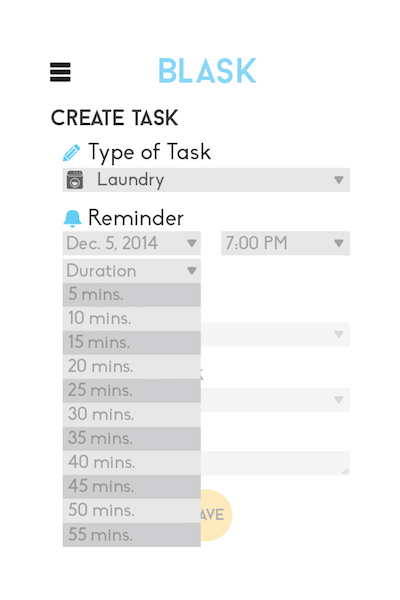 BLASK
CREATE TASK
Type of Task
Laundry
Reminder
Dec. 5, 2014 7:00 PM
Duration
5 mins.
10 mins.
15 mins.
20 mins.
25 mins.
30 mins.
35 mins.
40 mins.
45 mins.
50 mins.
55 mins.